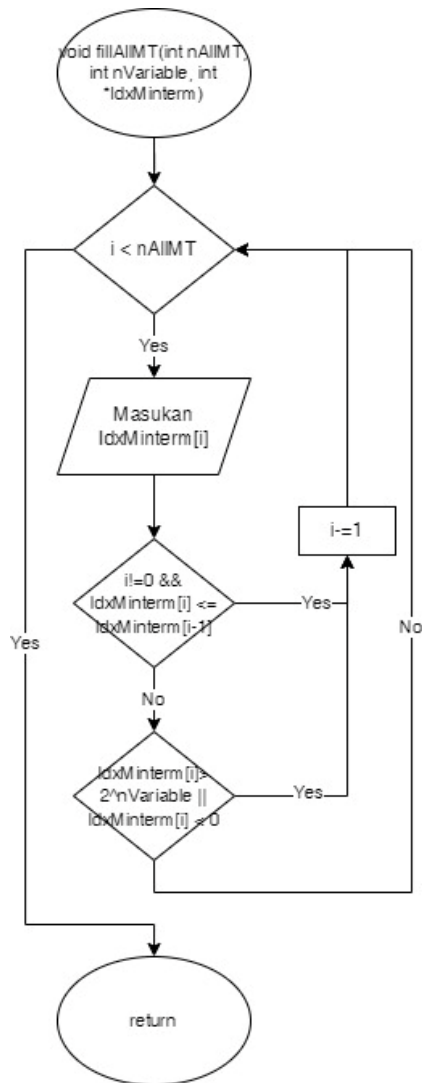 void fillAllMT(int nAllMT,
int nVariable, int
*IdxMinterm)
i < nAllMT
Yes
Masukan
IdxMinterm[i]
i-=1
i!=0 &&
IdxMinterm[i] <=
IdxMinterm[i-1]
Yes
No
Yes
No
IdxMinterm[i]>=
2^nVariable ||
IdxMinterm[i] < 0
Yes
return